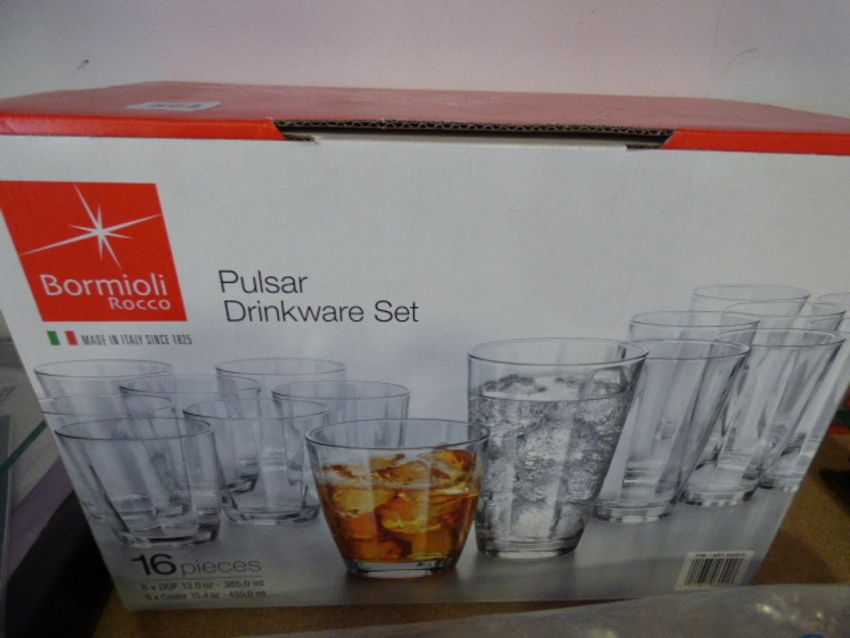 Bormioli
Rocco
MADE IN ITALY SINCE 1825
Pulsar
Drinkware Set
16 pieces
8 x DOF 13.0 oz - 385.0 ml
8 x Cooler 15.4 oz - 455.0 ml